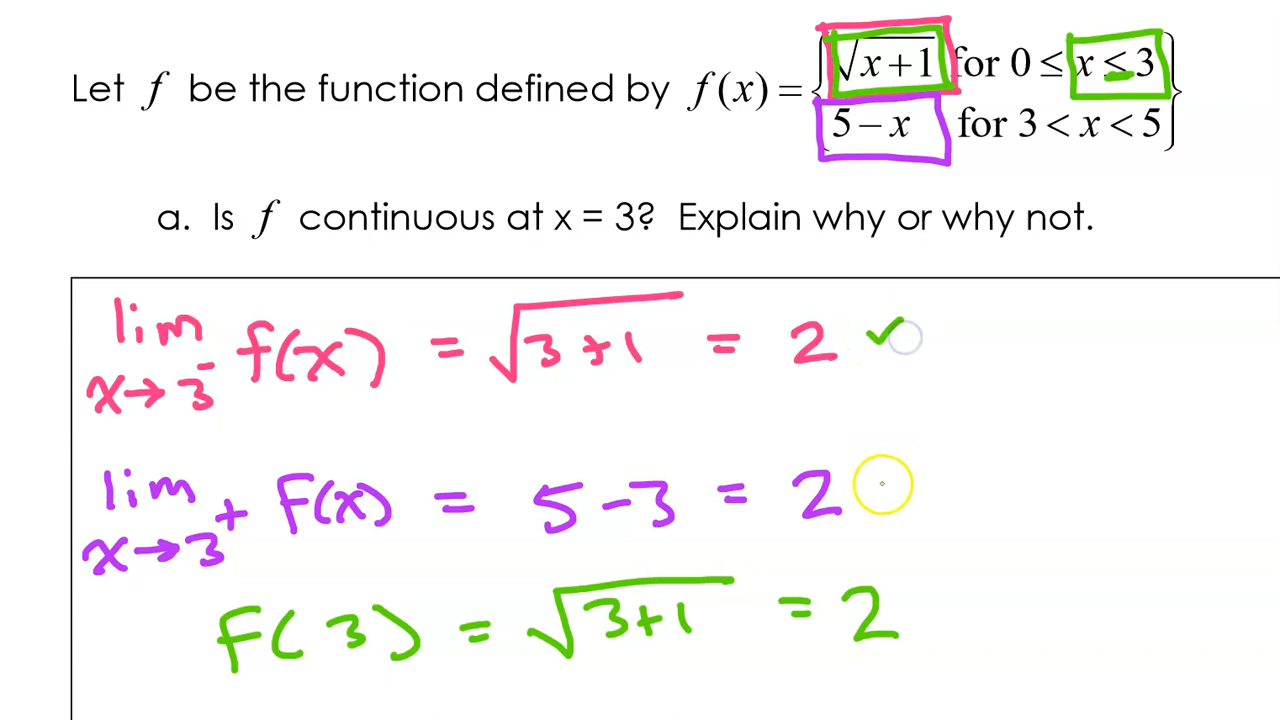 Let f be the function defined by f(x) = { √(x+1) for 0 ≤ x ≤ 3
5 − x for 3 < x < 5 }
a. Is f continuous at x = 3? Explain why or why not.
lim x→3⁻ f(x) = √(3+1) = 2 ✓
lim x→3⁺ F(x) = 5 − 3 = 2
F(3) = √(3+1) = 2